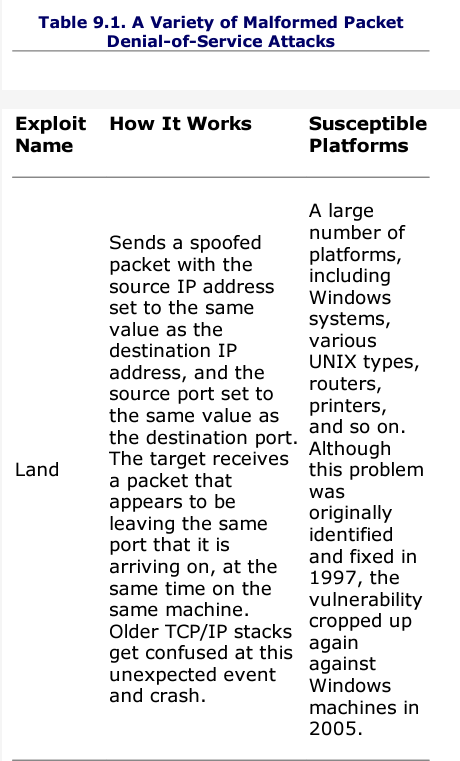 Table 9.1. A Variety of Malformed Packet
Denial-of-Service Attacks
Exploit
Name
How It Works
Susceptible
Platforms
Land
Sends a spoofed
packet with the
source IP address
set to the same
value as the
destination IP
address, and the
source port set to
the same value as
the destination port.
The target receives
a packet that
appears to be
leaving the same
port that it is
arriving on, at the
same time on the
same machine.
Older TCP/IP stacks
get confused at this
unexpected event
and crash.
A large
number of
platforms,
including
Windows
systems,
various
UNIX types,
routers,
printers,
and so on.
Although
this problem
was
originally
identified
and fixed in
1997, the
vulnerability
cropped up
again
against
Windows
machines in
2005.